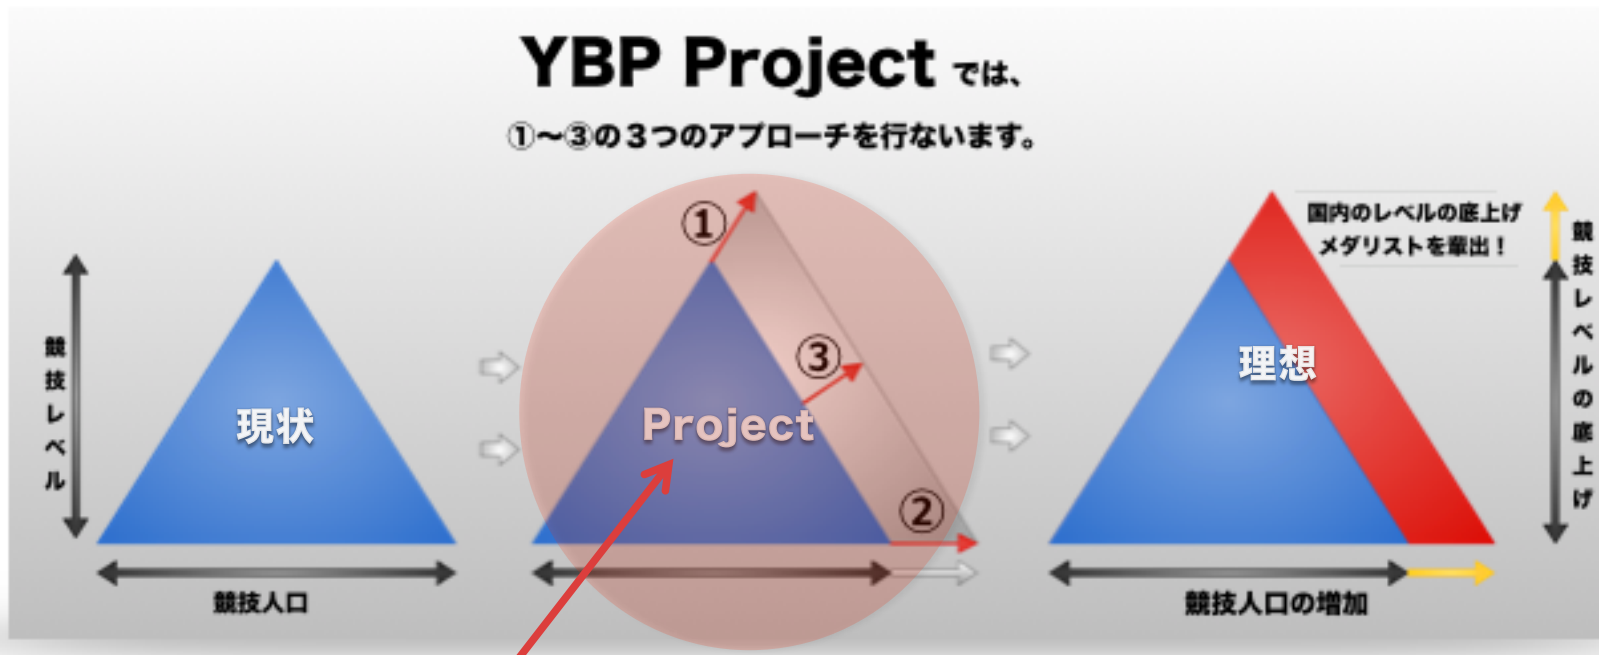 YBP Project では、
①〜③の３つのアプローチを行ないます。
競技レベル
現状
競技人口
①
③
Project
②
国内のレベルの底上げ
メダリストを輩出！
理想
競技人口の増加
競技レベルの底上げ